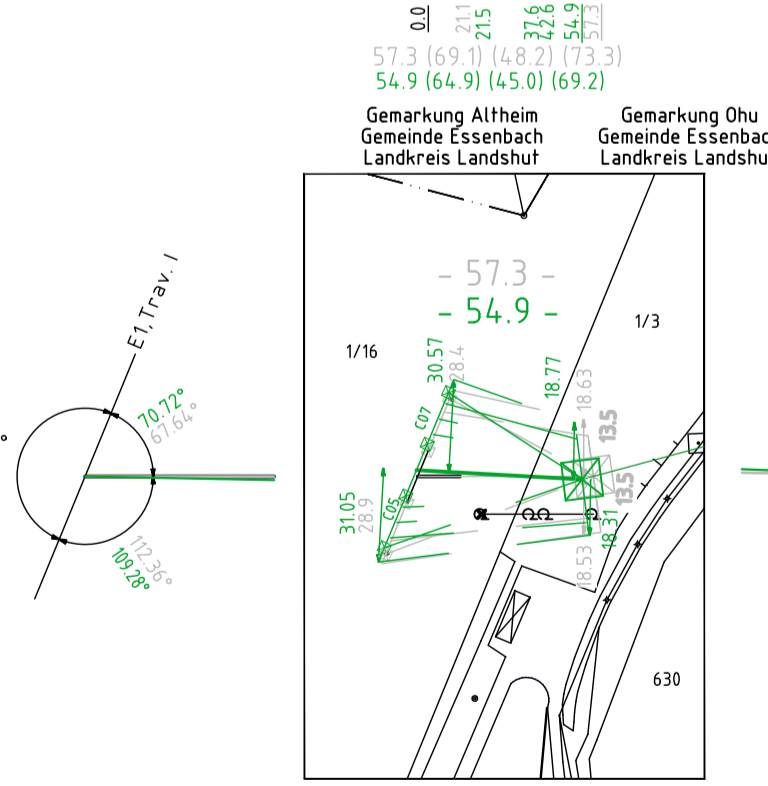 0.0
21.1
21.5
37.6
42.6
54.9
57.3
57.3 (69.1) (48.2) (73.3)
54.9 (64.9) (45.0) (69.2)
Gemarkung Altheim
Gemeinde Essenbach
Landkreis Landshut
Gemarkung Ohu
Gemeinde Essenbac
Landkreis Landshu
- 57.3 -
- 54.9 -
1/16
1/3
E1,Trav. I
70.72°
67.64°
112.36°
109.28°
°
30.57
28.4
18.77
18.63
13.5
C07
C05
13.5
31.05
28.9
18.31
18.53
630